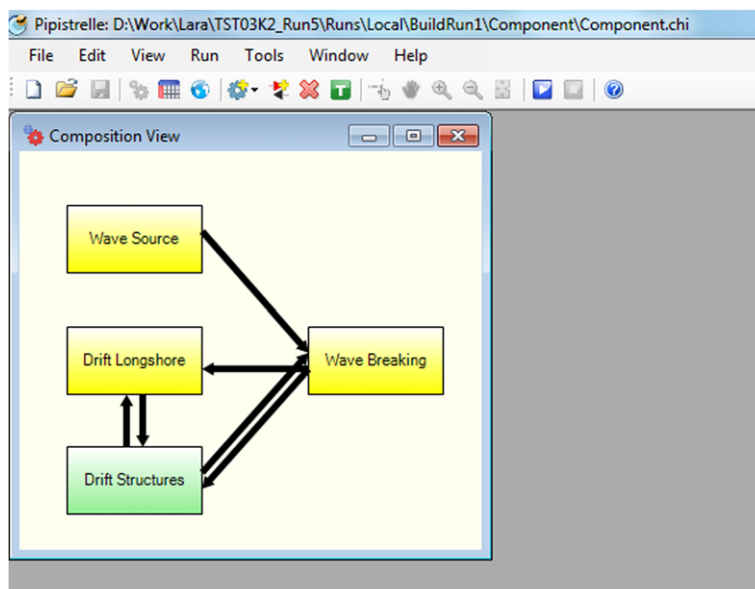 Pipistrelle: D:\Work\Lara\TST03K2_Run5\Runs\Local\BuildRun1\Component\Component.chi
File Edit View Run Tools Window Help
T
Composition View
Wave Source
Drift Longshore
Wave Breaking
Drift Structures